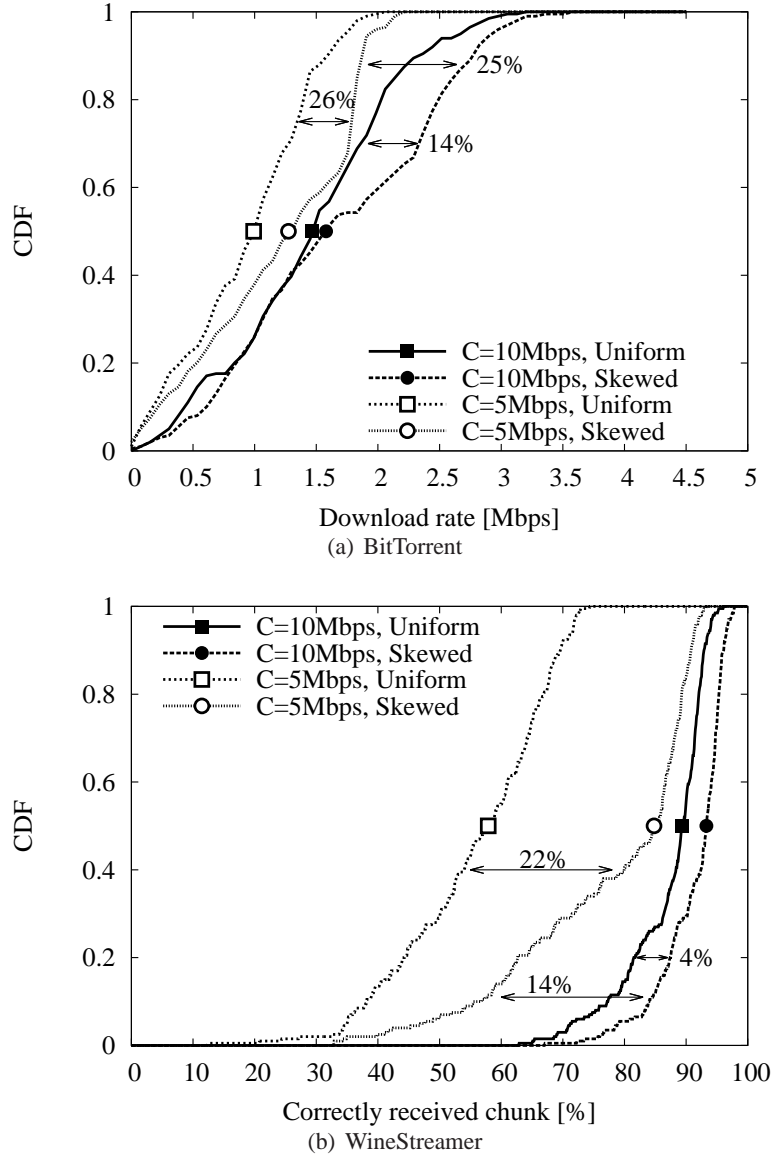 1
0.8
0.6
0.4
0.2
0
CDF
25%
26%
14%
C=10Mbps, Uniform
C=10Mbps, Skewed
C=5Mbps, Uniform
C=5Mbps, Skewed
0 0.5 1 1.5 2 2.5 3 3.5 4 4.5 5
Download rate [Mbps]
(a) BitTorrent
1
0.8
0.6
0.4
0.2
0
CDF
C=10Mbps, Uniform
C=10Mbps, Skewed
C=5Mbps, Uniform
C=5Mbps, Skewed
22%
4%
14%
0 10 20 30 40 50 60 70 80 90 100
Correctly received chunk [%]
(b) WineStreamer